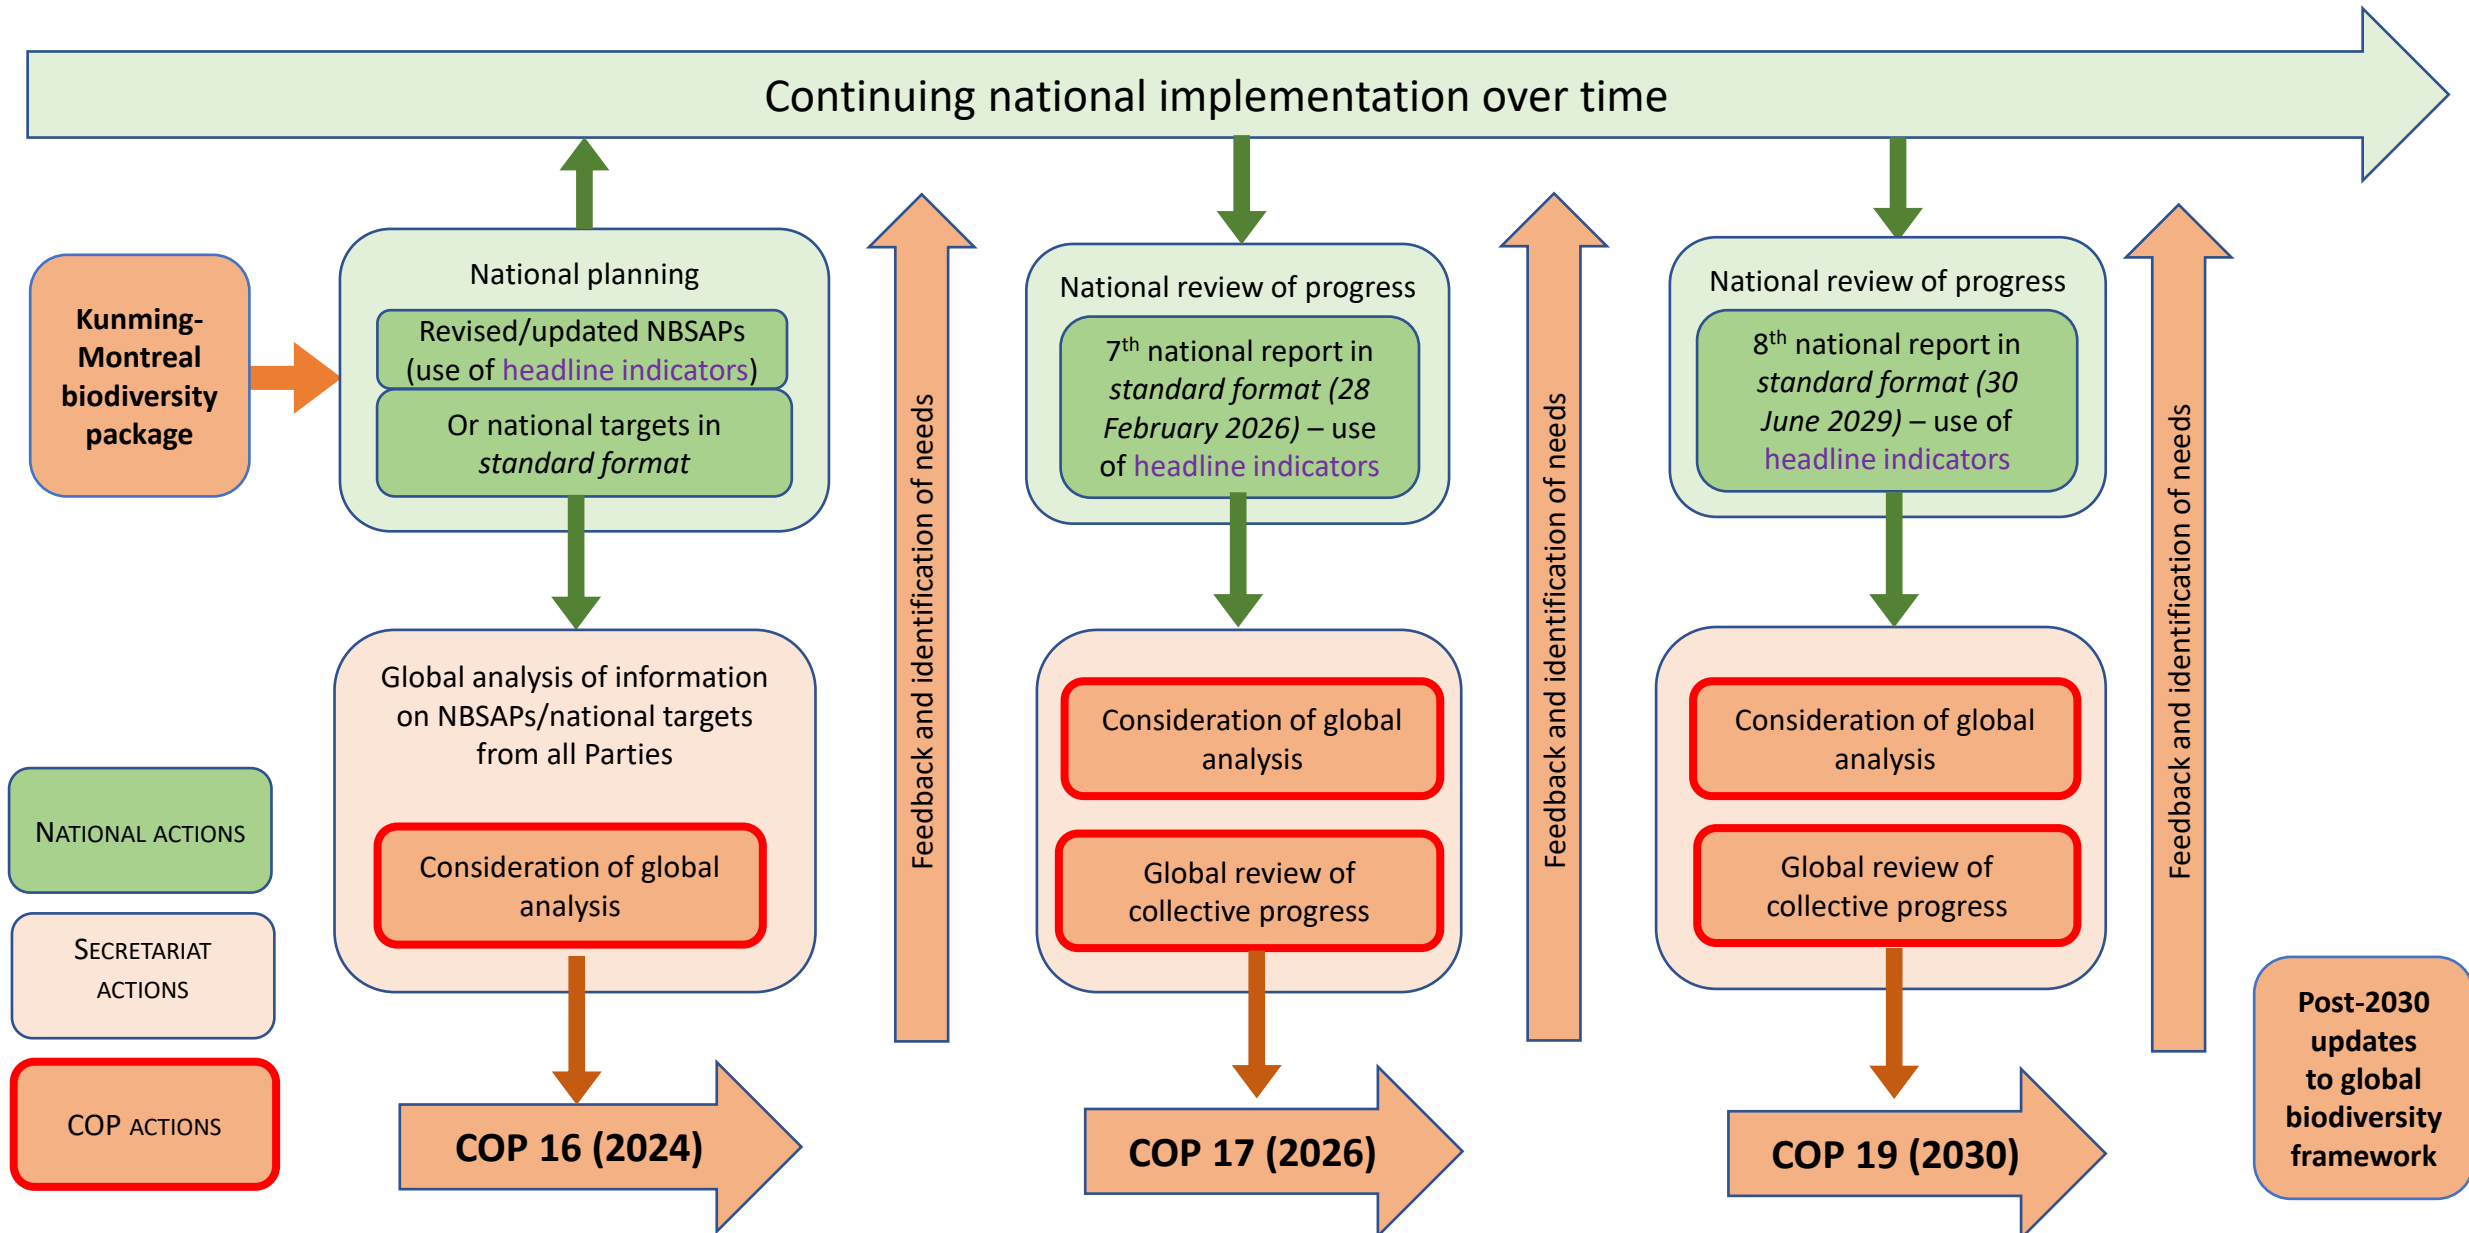 Continuing national implementation over time
Kunming-
Montreal
biodiversity
package
National planning
Revised/updated NBSAPs
(use of headline indicators)
Or national targets in
standard format
Global analysis of information
on NBSAPs/national targets
from all Parties
Consideration of global
analysis
COP 16 (2024)
Feedback and identification of needs
National review of progress
7th national report in
standard format (28
February 2026) – use
of headline indicators
Consideration of global
analysis
Global review of
collective progress
COP 17 (2026)
Feedback and identification of needs
National review of progress
8th national report in
standard format (30
June 2029) – use of
headline indicators
Consideration of global
analysis
Global review of
collective progress
COP 19 (2030)
Feedback and identification of needs
Post-2030
updates
to global
biodiversity
framework
NATIONAL ACTIONS
SECRETARIAT
ACTIONS
COP ACTIONS